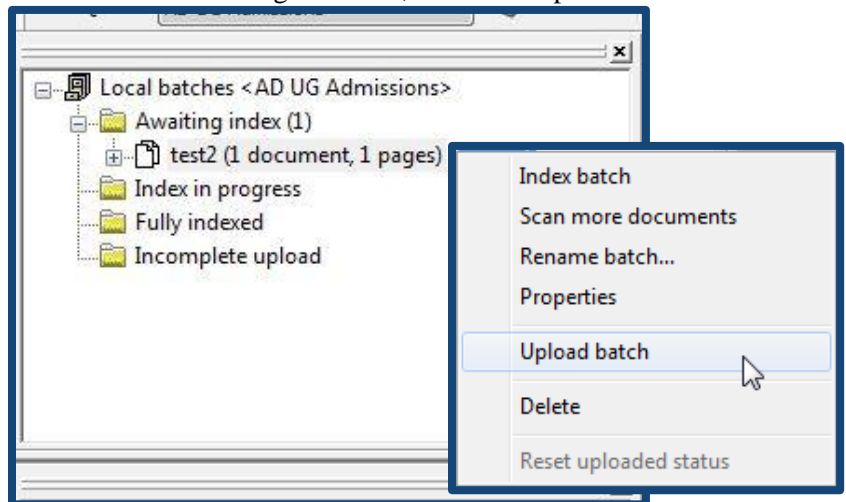 Local batches <AD UG Admissions>
Awaiting index (1)
test2 (1 document, 1 pages)
Index in progress
Fully indexed
Incomplete upload
Index batch
Scan more documents
Rename batch...
Properties
Upload batch
Delete
Reset uploaded status